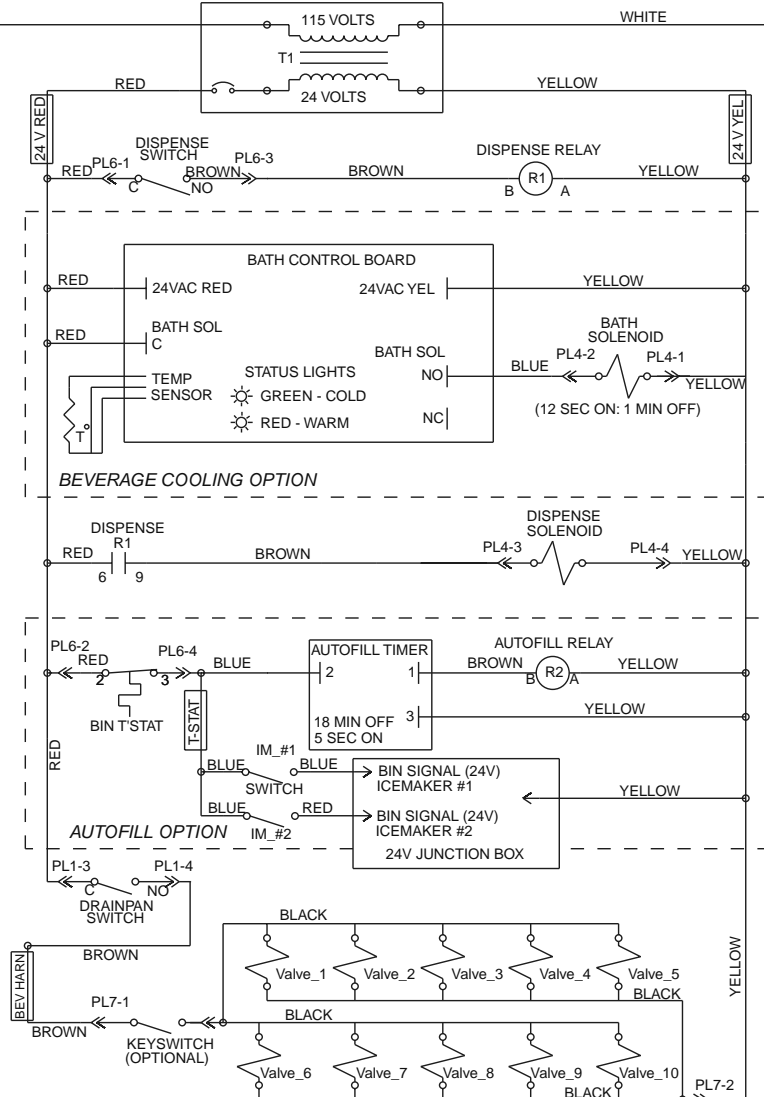 115 VOLTS
WHITE
T1
RED
24 VOLTS
YELLOW
24 V RED
24 V YEL
DISPENSE
SWITCH
DISPENSE RELAY
RED
PL6-1
C
NO
BROWN
PL6-3
BROWN
B
R1
A
YELLOW
BATH CONTROL BOARD
RED
24VAC RED
24VAC YEL
YELLOW
RED
BATH SOL
C
BATH SOL
NO
BLUE
PL4-2
BATH
SOLENOID
PL4-1
YELLOW
(12 SEC ON: 1 MIN OFF)
TEMP
SENSOR
T°
STATUS LIGHTS
GREEN - COLD
RED - WARM
NC
BEVERAGE COOLING OPTION
DISPENSE
R1
RED
6
9
BROWN
PL4-3
DISPENSE
SOLENOID
PL4-4
YELLOW
PL6-2
RED
2
3
PL6-4
BLUE
BIN T'STAT
T-STAT
AUTOFILL TIMER
2
1
3
18 MIN OFF
5 SEC ON
AUTOFILL RELAY
BROWN
B
R2
A
YELLOW
YELLOW
RED
IM_#1
BLUE
SWITCH
BLUE
BIN SIGNAL (24V)
ICEMAKER #1
YELLOW
BLUE
IM_#2
RED
BIN SIGNAL (24V)
ICEMAKER #2
24V JUNCTION BOX
AUTOFILL OPTION
PL1-3
C
NO
PL1-4
DRAINPAN
SWITCH
BROWN
BEV HARN
BLACK
Valve_1
Valve_2
Valve_3
Valve_4
Valve_5
BLACK
YELLOW
BROWN
PL7-1
KEYSWITCH
(OPTIONAL)
BLACK
Valve_6
Valve_7
Valve_8
Valve_9
Valve_10
BLACK
PL7-2